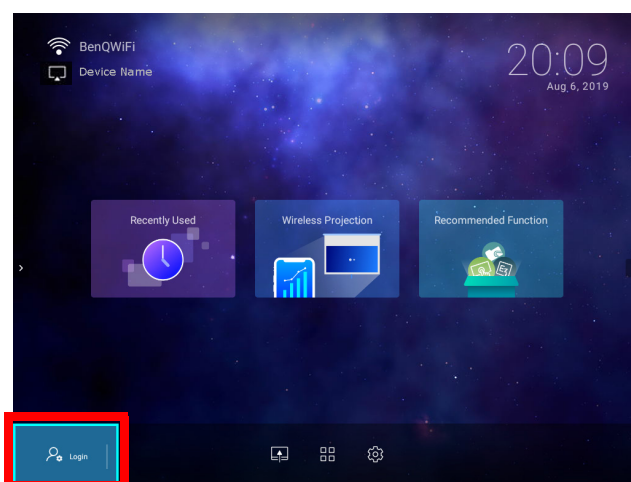 BenQWiFi
Device Name
20:09
Aug 6, 2019
Recently Used
Wireless Projection
Recommended Function
Login